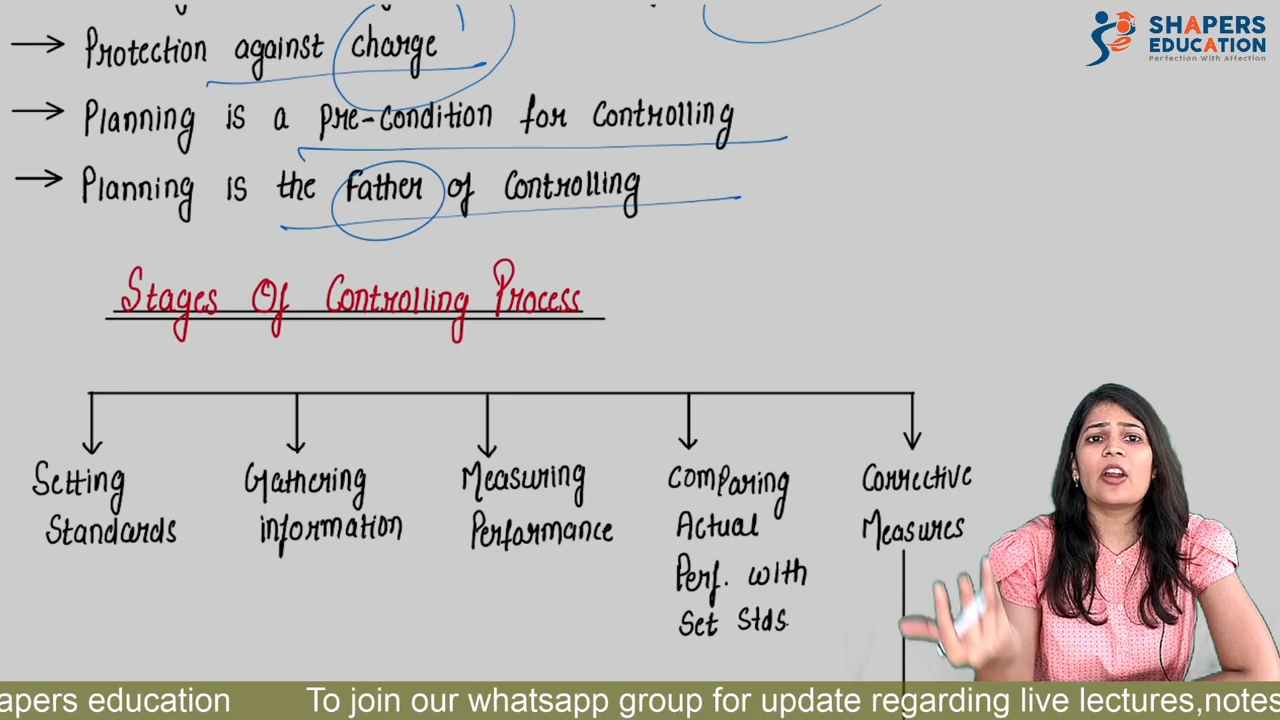 SHAPERS
EDUCATION
Perfection With Affection
→ Protection against charge
→ Planning is a pre-condition for controlling
→ Planning is the Father of controlling
Stages Of Controlling Process
Setting
Standards
Gathering
information
Measuring
Performance
Comparing
Actual
Perf. with
Set Stds.
Corrective
Measures
apers education To join our whatsapp group for update regarding live lectures,notes